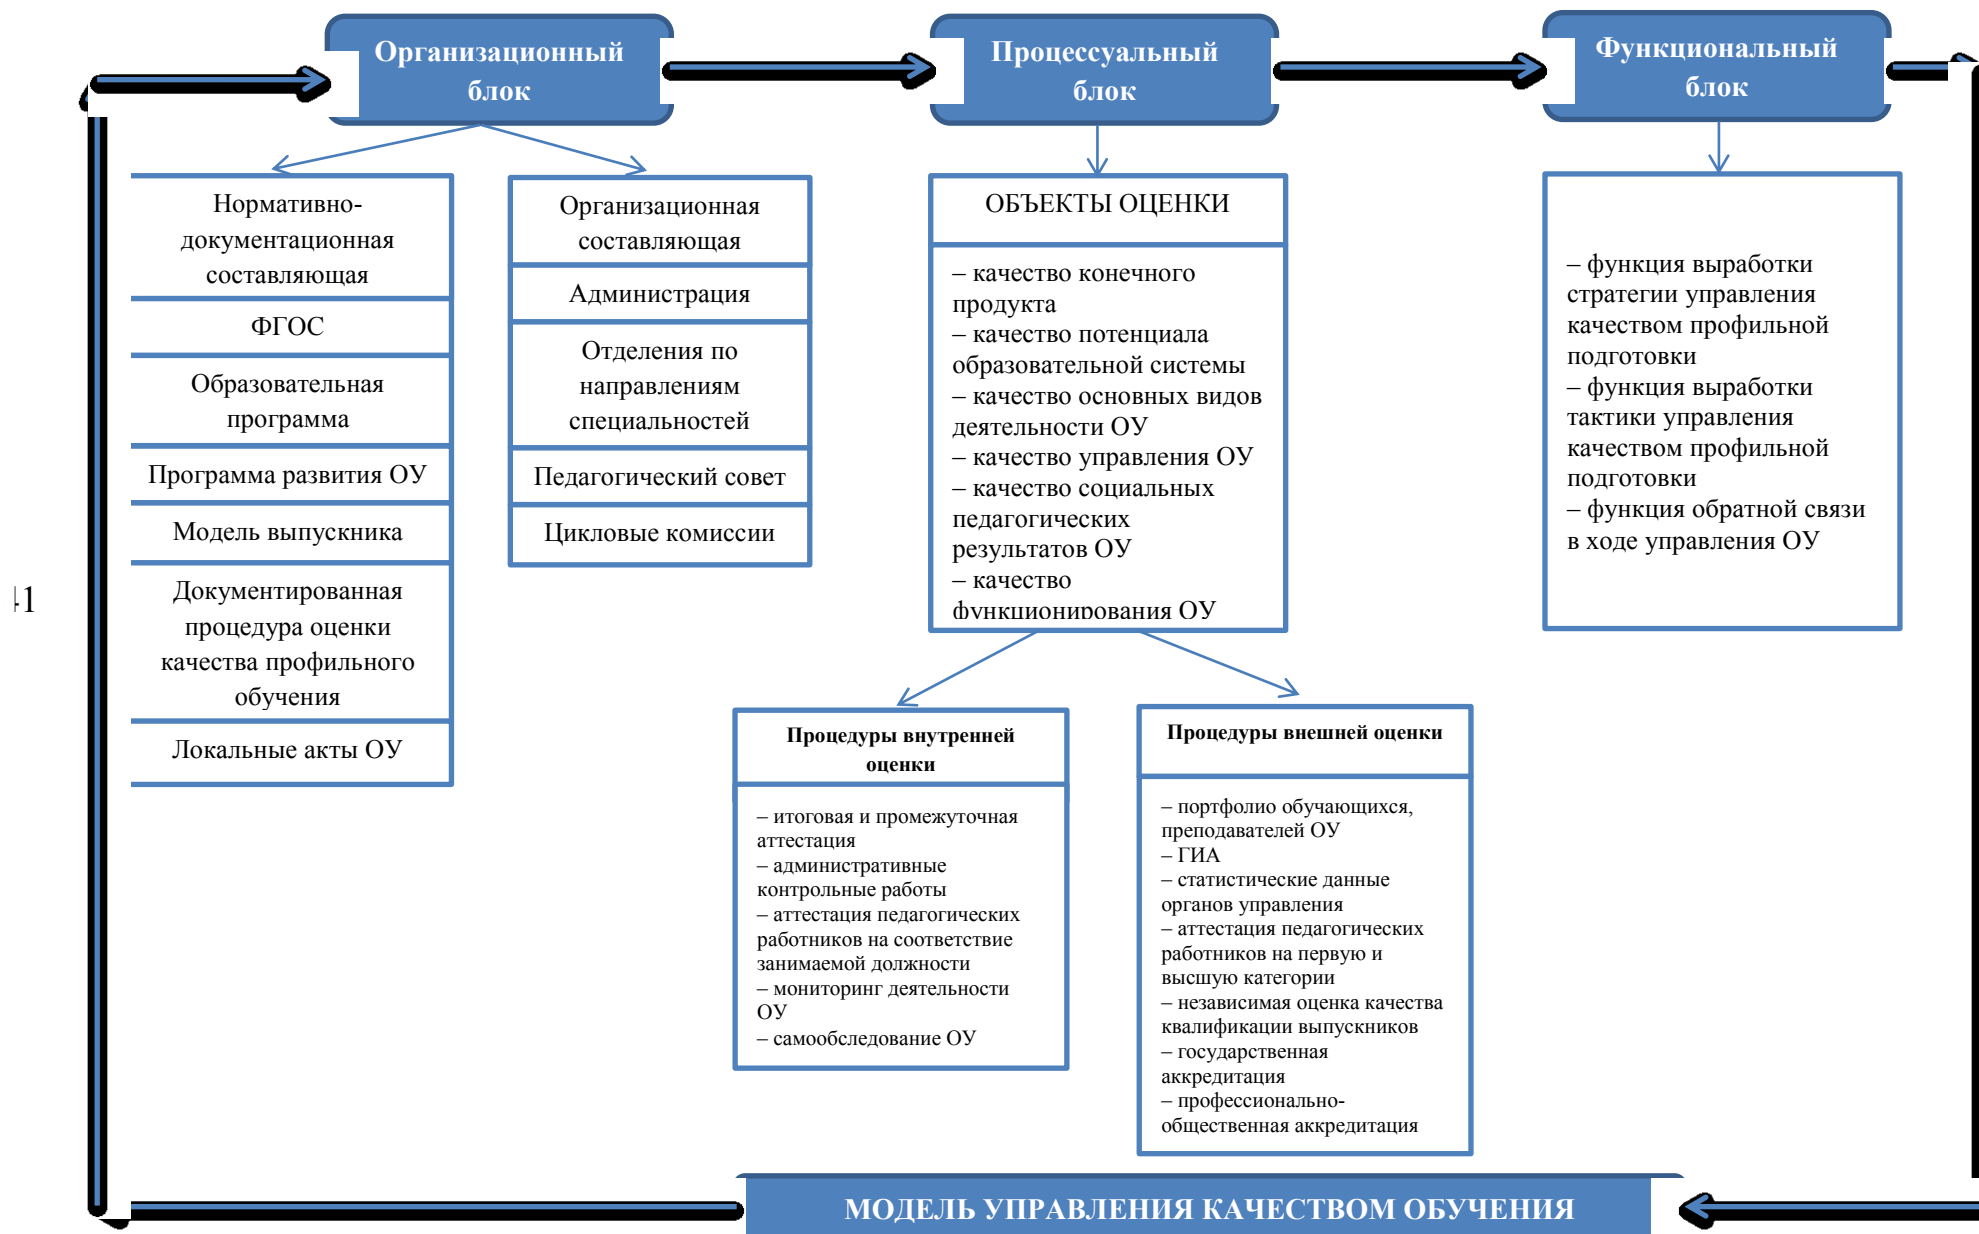 Организационный
блок
Процессуальный
блок
Функциональный
блок
Нормативно-
документационная
составляющая
ФГОС
Образовательная
программа
Программа развития ОУ
Модель выпускника
Документированная
процедура оценки
качества профильного
обучения
Локальные акты ОУ
Организационная
составляющая
Администрация
Отделения по
направлениям
специальностей
Педагогический совет
Цикловые комиссии
ОБЪЕКТЫ ОЦЕНКИ
– качество конечного
продукта
– качество потенциала
образовательной системы
– качество основных видов
деятельности ОУ
– качество управления ОУ
– качество социальных
педагогических
результатов ОУ
– качество
функционирования ОУ
– функция выработки
стратегии управления
качеством профильной
подготовки
– функция выработки
тактики управления
качеством профильной
подготовки
– функция обратной связи
в ходе управления ОУ
41
Процедуры внутренней
оценки
– итоговая и промежуточная
аттестация
– административные
контрольные работы
– аттестация педагогических
работников на соответствие
занимаемой должности
– мониторинг деятельности
ОУ
– самообследование ОУ
Процедуры внешней оценки
– портфолио обучающихся,
преподавателей ОУ
– ГИА
– статистические данные
органов управления
– аттестация педагогических
работников на первую и
высшую категории
– независимая оценка качества
квалификации выпускников
– государственная
аккредитация
– профессионально-
общественная аккредитация
МОДЕЛЬ УПРАВЛЕНИЯ КАЧЕСТВОМ ОБУЧЕНИЯ